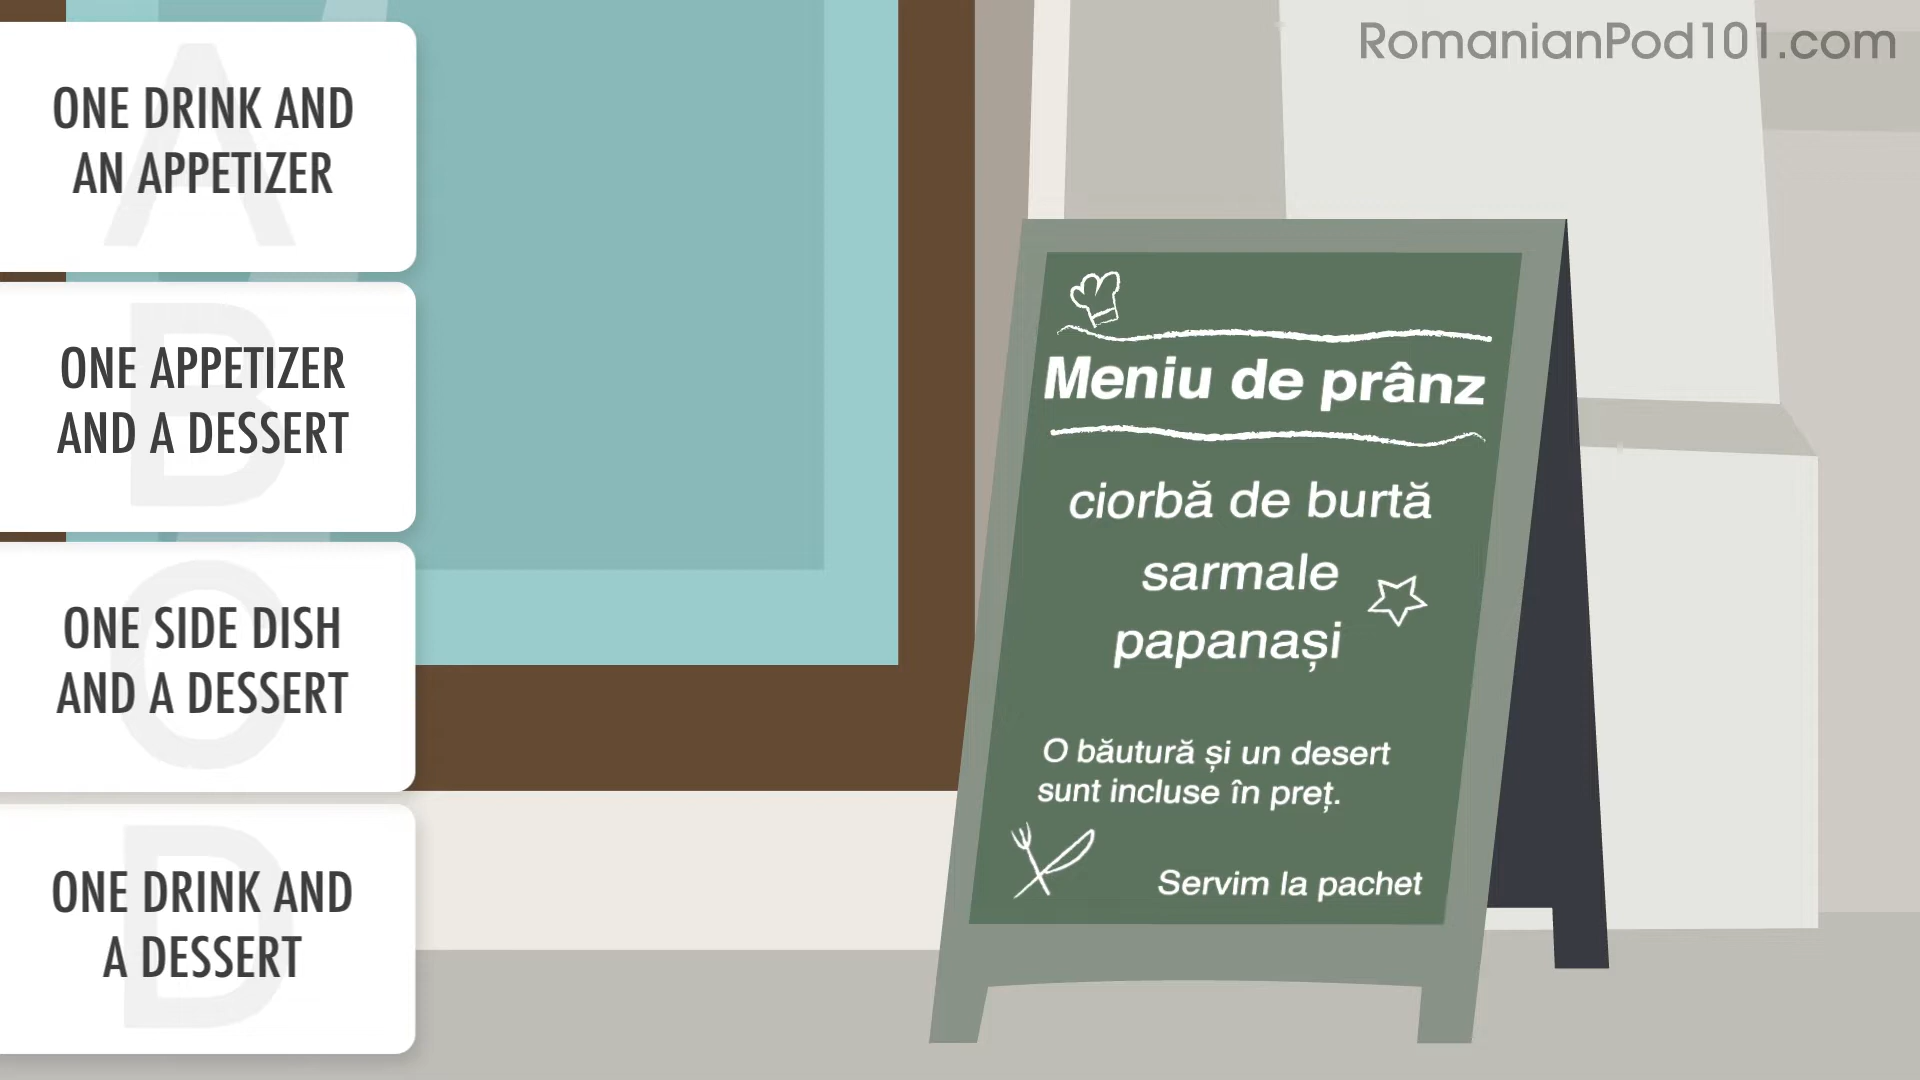 RomanianPod101.com
A
ONE DRINK AND
AN APPETIZER
B
ONE APPETIZER
AND A DESSERT
C
ONE SIDE DISH
AND A DESSERT
D
ONE DRINK AND
A DESSERT
Meniu de prânz
ciorbă de burtă
sarmale
papanași
O băutură și un desert
sunt incluse în preț.
Servim la pachet